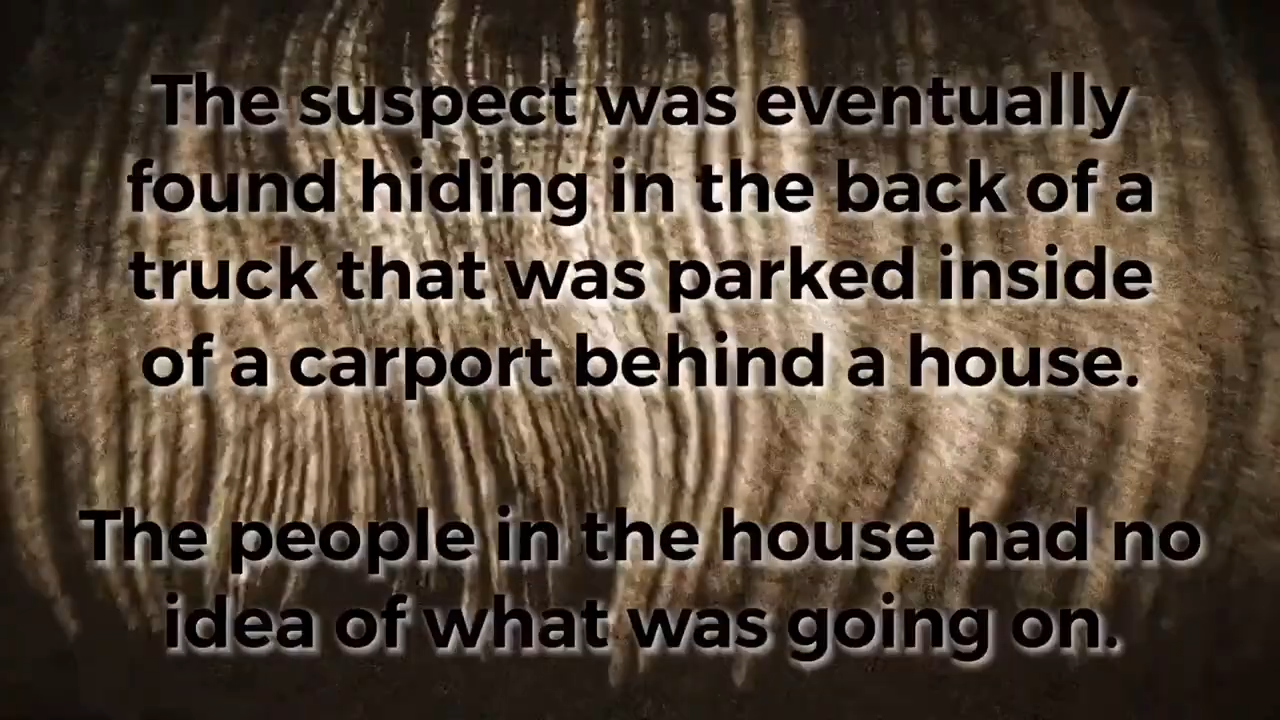 The suspect was eventually
found hiding in the back of a
truck that was parked inside
of a carport behind a house.
The people in the house had no
idea of what was going on.